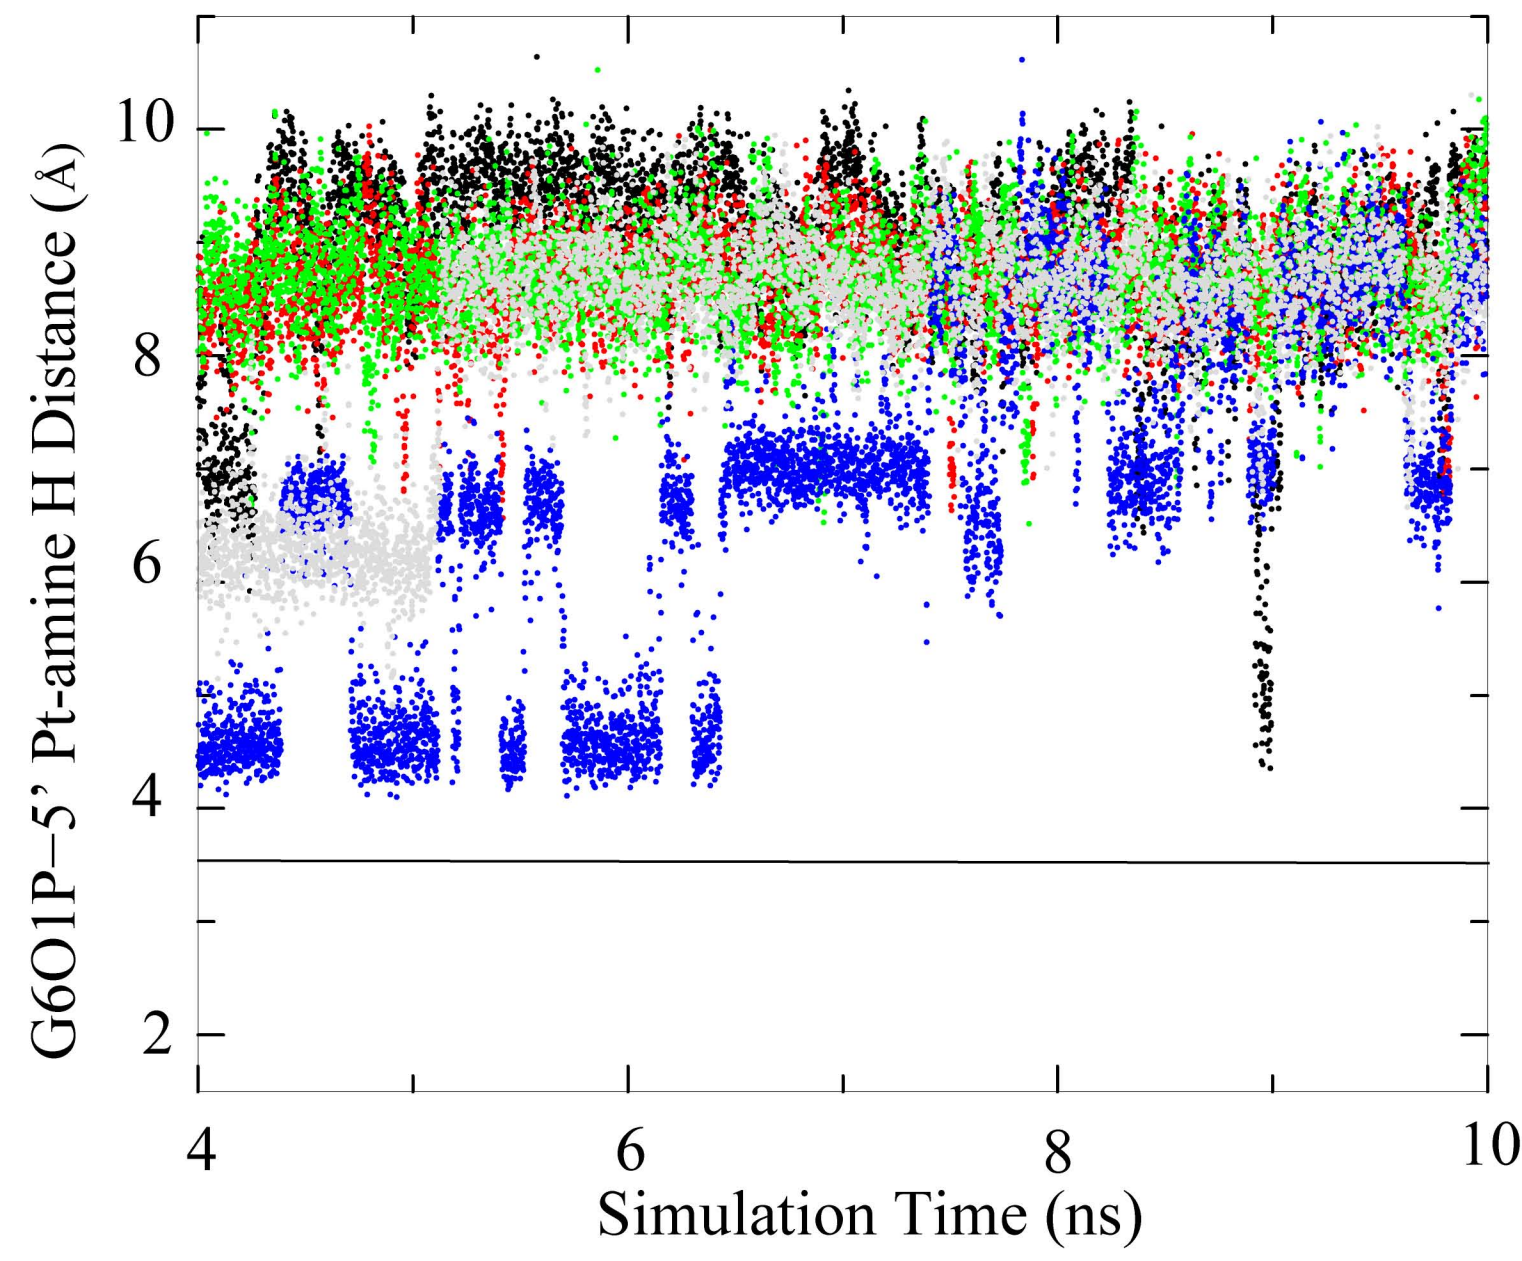 G6O1P–5’ Pt-amine H Distance (Å)
10
8
6
4
2
4 6 8 10
Simulation Time (ns)